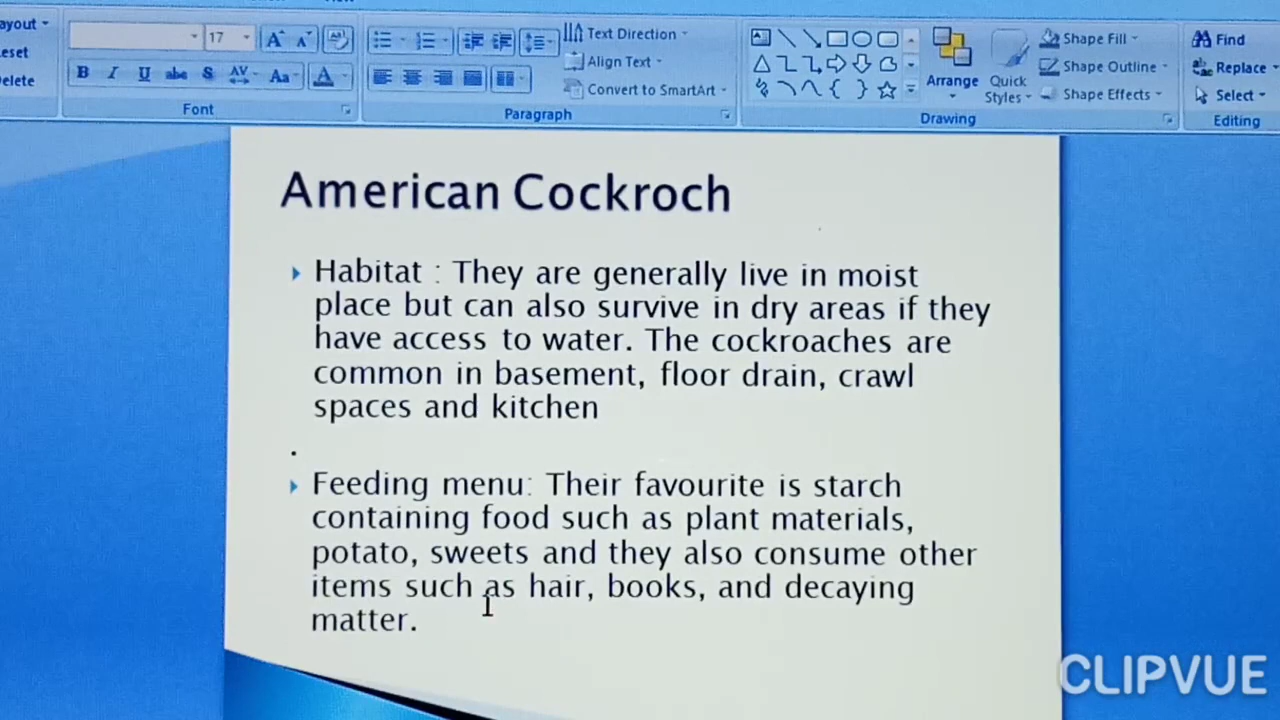 ayout
17
Text Direction
eset
Align Text
elete
B I U abc S AV Aa A
Convert to SmartArt
Font
Paragraph
Arrange
Quick
Styles
Shape Fill
Shape Outline
Shape Effects
Drawing
Find
Replace
Select
Editing
American Cockroch
Habitat : They are generally live in moist
place but can also survive in dry areas if they
have access to water. The cockroaches are
common in basement, floor drain, crawl
spaces and kitchen
.
Feeding menu: Their favourite is starch
containing food such as plant materials,
potato, sweets and they also consume other
items such as hair, books, and decaying
matter.
CLIPVUE